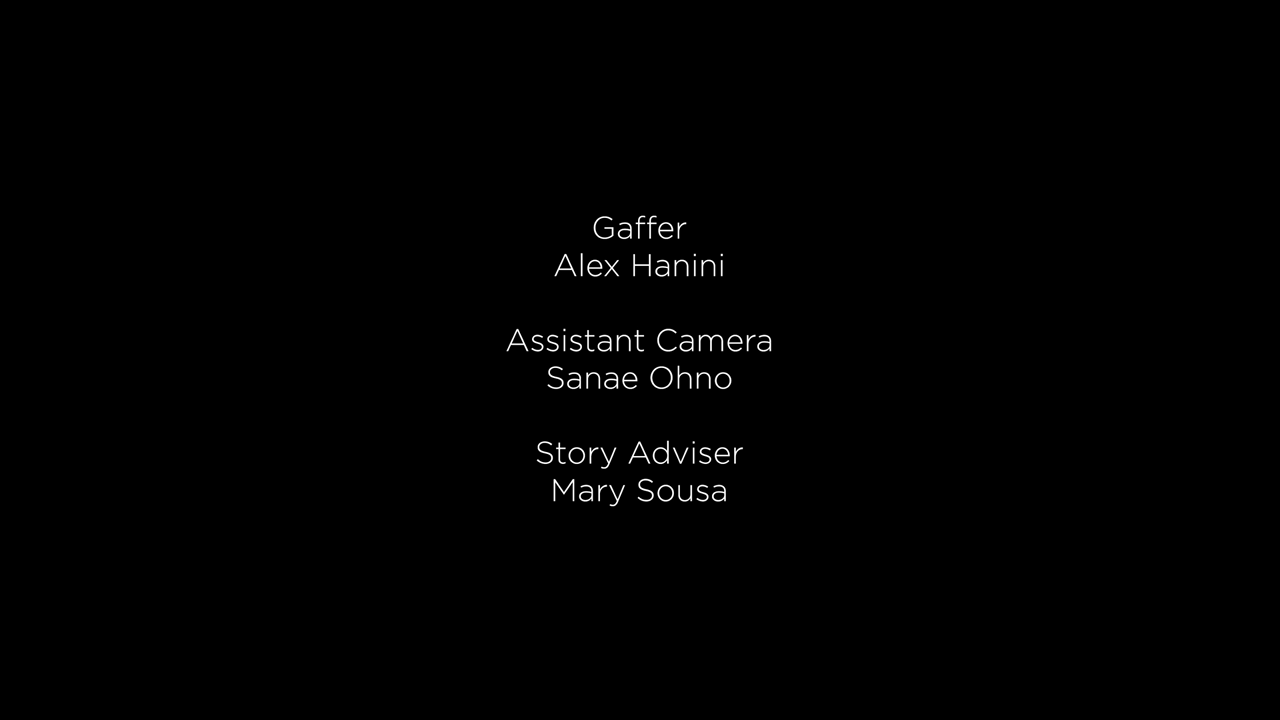 Gaffer
Alex Hanini
Assistant Camera
Sanae Ohno
Story Adviser
Mary Sousa